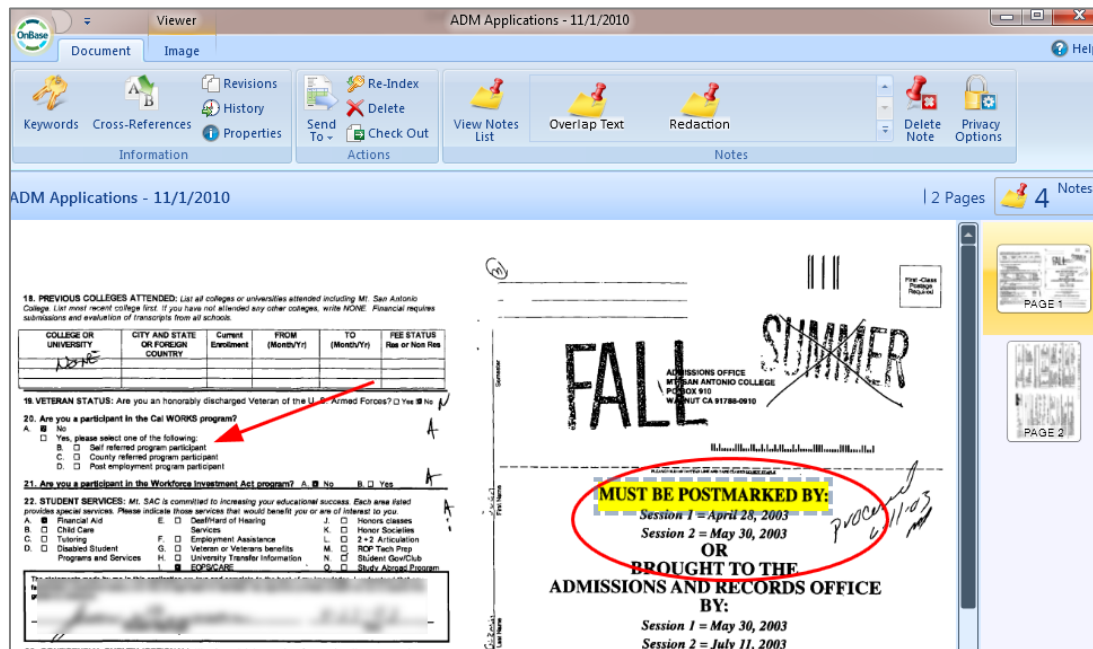 OnBase
Viewer
ADM Applications - 11/1/2010
Document Image
Help
Keywords
Cross-References
Revisions
History
Properties
Information
Send To
Re-Index
Delete
Check Out
Actions
View Notes List
Overlap Text
Redaction
Delete Note
Privacy Options
Notes
ADM Applications - 11/1/2010
2 Pages
4 Notes
PAGE 1
PAGE 2
18. PREVIOUS COLLEGES ATTENDED: List all colleges or universities attended including Mt. San Antonio
College. List most recent college first. If you have not attended any other colleges, write NONE. Financial requires
submissions and evaluation of transcripts from all schools.
COLLEGE OR UNIVERSITY
CITY AND STATE OR FOREIGN COUNTRY
Current Enrollment
FROM (Month/Yr)
TO (Month/Yr)
FEE STATUS Res or Non Res
NONE
19. VETERAN STATUS: Are you an honorably discharged Veteran of the U.S. Armed Forces? Yes No N
20. Are you a participant in the Cal WORKS program?
A. No
Yes, please select one of the following:
B. Self referred program participant
C. County referred program participant
D. Post employment program participant
A
21. Are you a participant in the Workforce Investment Act program? A. No B. Yes
A
22. STUDENT SERVICES: Mt. SAC is committed to increasing your educational success. Each area listed
provides special services. Please indicate those services that would benefit you or are of interest to you.
A
A. Financial Aid
B. Child Care
C. Tutoring
D. Disabled Student
Programs and Services
E. Deaf/Hard of Hearing
Services
F. Employment Assistance
G. Veteran or Veterans benefits
H. University Transfer Information
I. EOPS/CARE
J. Honors classes
K. Honor Societies
L. 2+2 Articulation
M. ROP Tech Prep
N. Student Gov/Club
O. Study Abroad Program
First-Class
Postage
Required
Semester
FALL
SUMMER
ADMISSIONS OFFICE
MT SAN ANTONIO COLLEGE
PO BOX 910
WALNUT CA 91788-0910
First Name
MUST BE POSTMARKED BY:
Session 1 = April 28, 2003
Session 2 = May 30, 2003
OR
BROUGHT TO THE
ADMISSIONS AND RECORDS OFFICE
BY:
Session 1 = May 30, 2003
Session 2 = July 11, 2003
Last Name